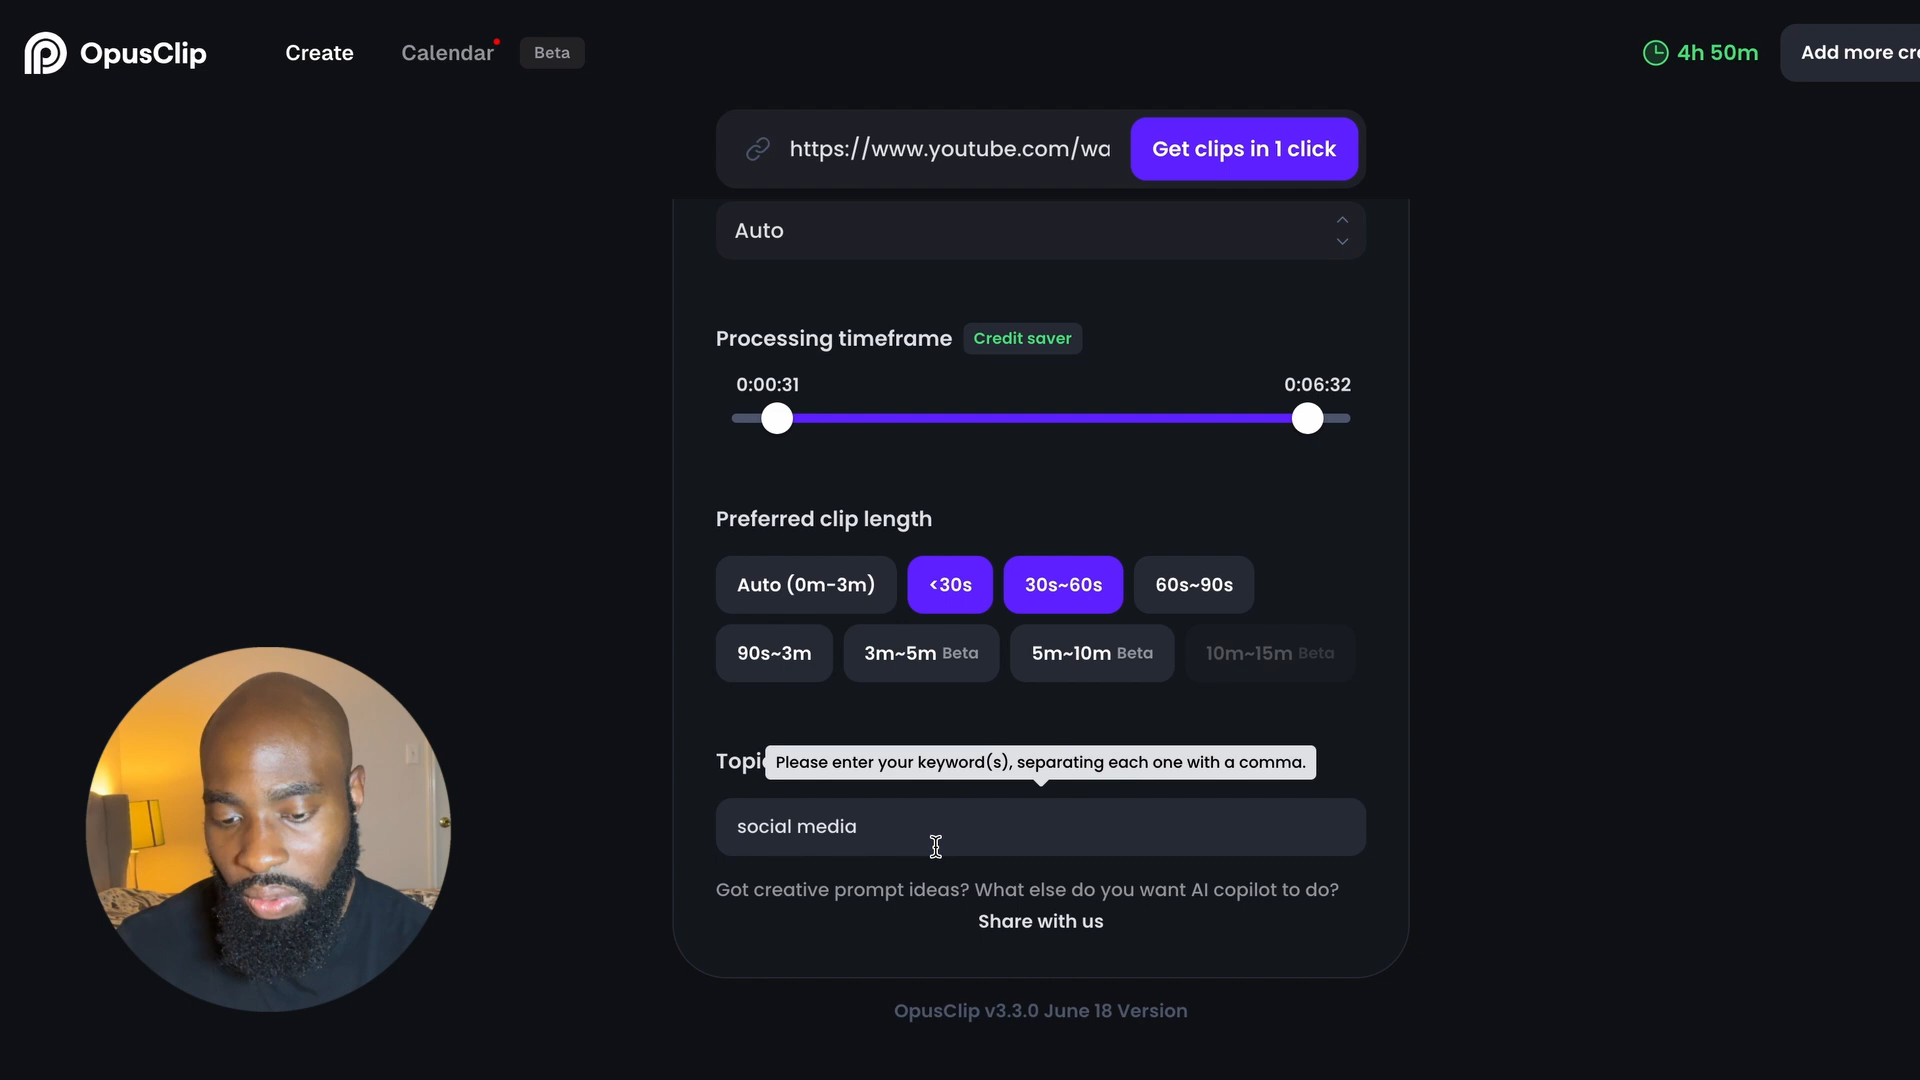 OpusClip
Create
Calendar
Beta
4h 50m
Add more cre
https://www.youtube.com/wa
Get clips in 1 click
Auto
Processing timeframe
Credit saver
0:00:31
0:06:32
Preferred clip length
Auto (0m-3m)
<30s
30s~60s
60s~90s
90s~3m
3m~5m Beta
5m~10m Beta
10m~15m Beta
Topic
Please enter your keyword(s), separating each one with a comma.
social media
Got creative prompt ideas? What else do you want AI copilot to do?
Share with us
OpusClip v3.3.0 June 18 Version